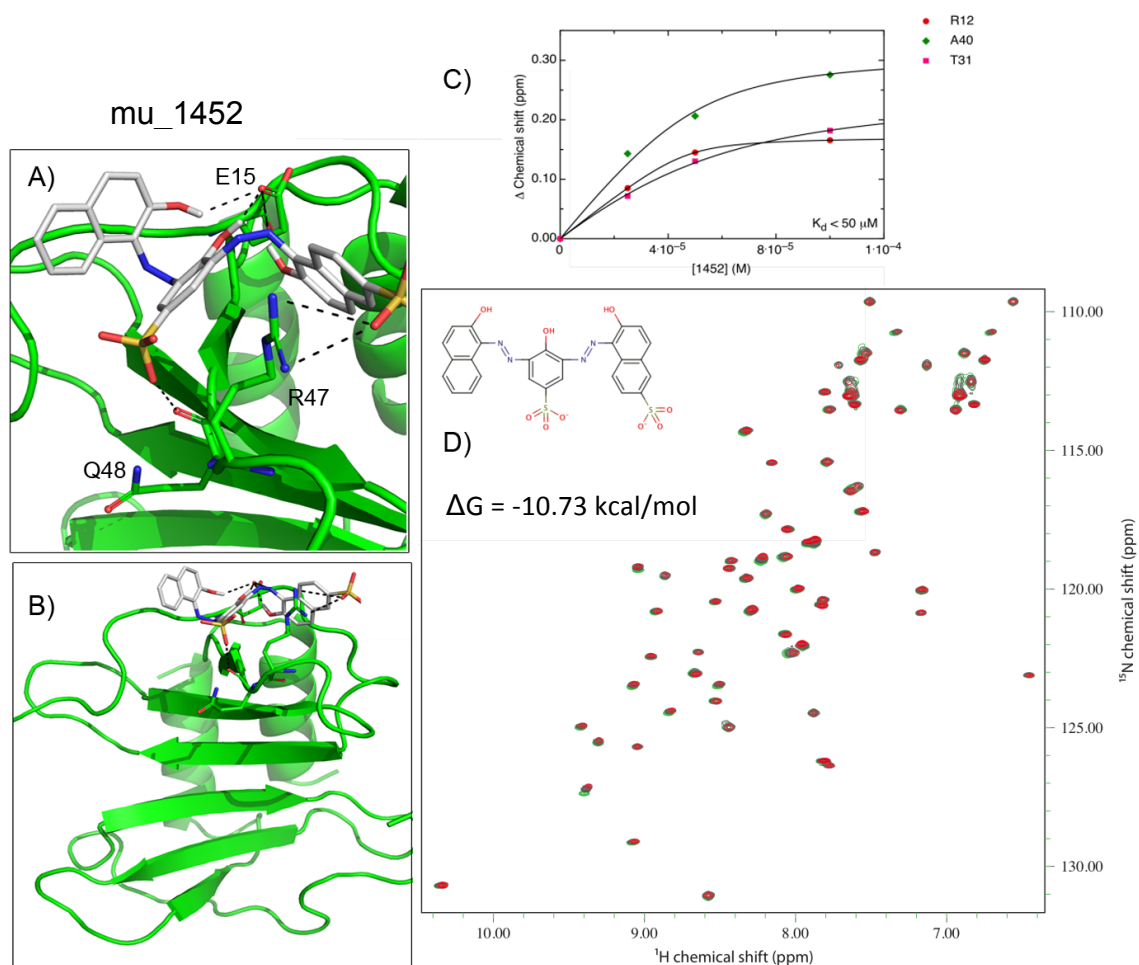 mu_1452
A)
E15
R47
Q48
B)
C)
R12
A40
T31
Δ Chemical shift (ppm)
0.30
0.20
0.10
0.00
0
4·10⁻⁵
8·10⁻⁵
1·10⁻⁴
K_d < 50 μM
[1452] (M)
OH
OH
HO
N
N
N
N
O
S
O
O⁻
O
S
O
O⁻
D)
ΔG = -10.73 kcal/mol
110.00
115.00
120.00
125.00
130.00
¹⁵N chemical shift (ppm)
10.00
9.00
8.00
7.00
¹H chemical shift (ppm)